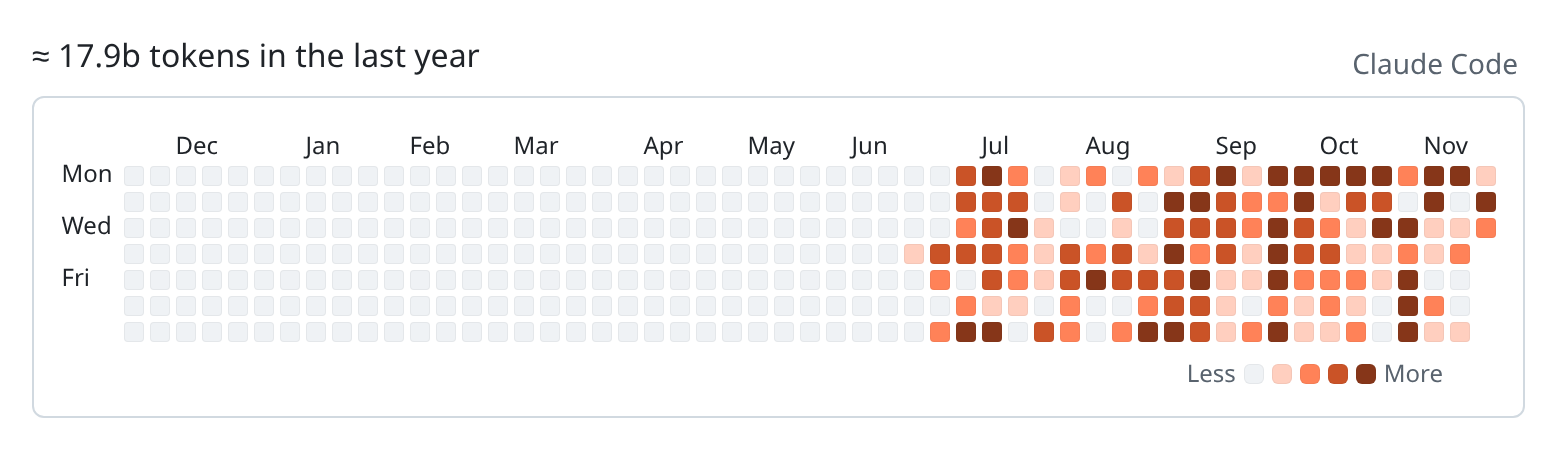 ≈ 17.9b tokens in the last year
Claude Code
Dec Jan Feb Mar Apr May Jun Jul Aug Sep Oct Nov
Mon
Wed
Fri
Less More